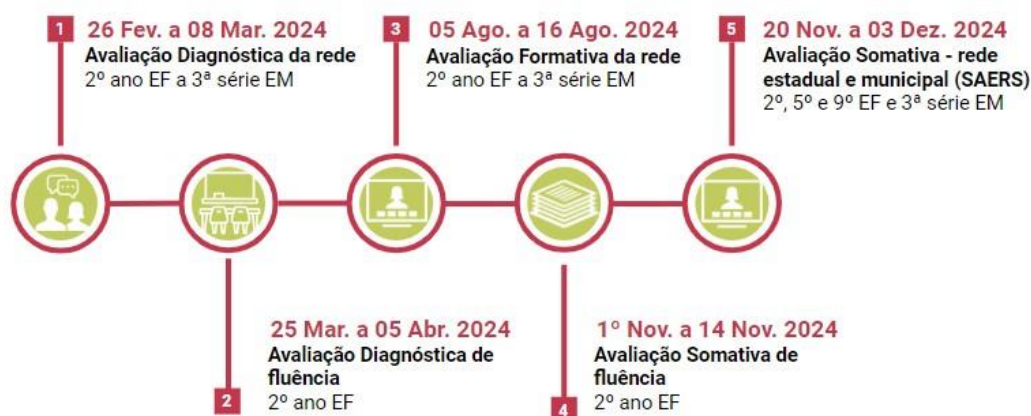 1
26 Fev. a 08 Mar. 2024
Avaliação Diagnóstica da rede
2º ano EF a 3ª série EM
2
25 Mar. a 05 Abr. 2024
Avaliação Diagnóstica de
fluência
2º ano EF
3
05 Ago. a 16 Ago. 2024
Avaliação Formativa da rede
2º ano EF a 3ª série EM
4
1º Nov. a 14 Nov. 2024
Avaliação Somativa de
fluência
2º ano EF
5
20 Nov. a 03 Dez. 2024
Avaliação Somativa - rede
estadual e municipal (SAERS)
2º, 5º e 9º EF e 3ª série EM